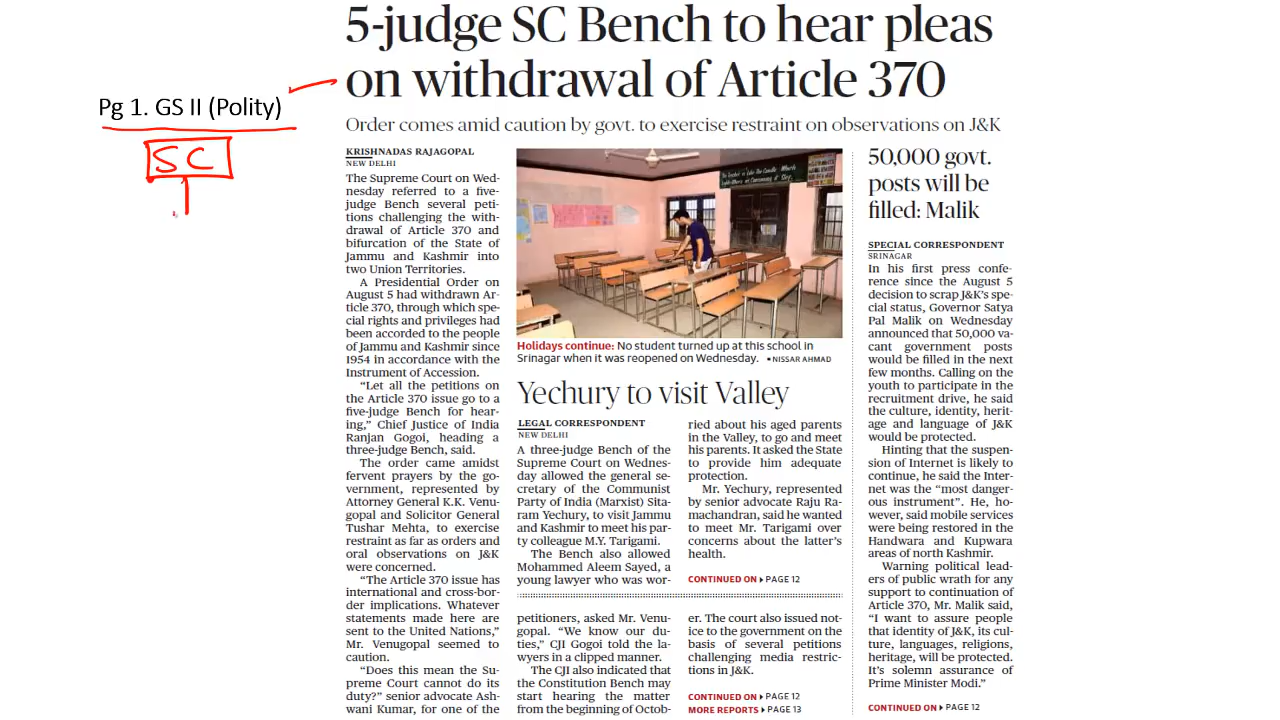 5-judge SC Bench to hear pleas
on withdrawal of Article 370
Order comes amid caution by govt. to exercise restraint on observations on J&K
Pg 1. GS II (Polity)
SC
KRISHNADAS RAJAGOPAL
NEW DELHI
The Supreme Court on Wed-
nesday referred to a five-
judge Bench several peti-
tions challenging the with-
drawal of Article 370 and
bifurcation of the State of
Jammu and Kashmir into
two Union Territories.
A Presidential Order on
August 5 had withdrawn Ar-
ticle 370, through which spe-
cial rights and privileges had
been accorded to the people
of Jammu and Kashmir since
1954 in accordance with the
Instrument of Accession.
"Let all the petitions on
the Article 370 issue go to a
five-judge Bench for hear-
ing," Chief Justice of India
Ranjan Gogoi, heading a
three-judge Bench, said.
The order came amidst
fervent prayers by the go-
vernment, represented by
Attorney General K.K. Venu-
gopal and Solicitor General
Tushar Mehta, to exercise
restraint as far as orders and
oral observations on J&K
were concerned.
"The Article 370 issue has
international and cross-bor-
der implications. Whatever
statements made here are
sent to the United Nations,"
Mr. Venugopal seemed to
caution.
"Does this mean the Su-
preme Court cannot do its
duty?" senior advocate Ash-
wani Kumar, for one of the
Holidays continue: No student turned up at this school in
Srinagar when it was reopened on Wednesday. ▪ NISSAR AHMAD
Yechury to visit Valley
LEGAL CORRESPONDENT
NEW DELHI
A three-judge Bench of the
Supreme Court on Wednes-
day allowed the general se-
cretary of the Communist
Party of India (Marxist) Sita-
ram Yechury, to visit Jammu
and Kashmir to meet his par-
ty colleague M.Y. Tarigami.
The Bench also allowed
Mohammed Aleem Sayed, a
young lawyer who was wor-
ried about his aged parents
in the Valley, to go and meet
his parents. It asked the State
to provide him adequate
protection.
Mr. Yechury, represented
by senior advocate Raju Ra-
machandran, said he wanted
to meet Mr. Tarigami over
concerns about the latter's
health.
CONTINUED ON ▸ PAGE 12
petitioners, asked Mr. Venu-
gopal. "We know our du-
ties," CJI Gogoi told the la-
wyers in a clipped manner.
The CJI also indicated that
the Constitution Bench may
start hearing the matter
from the beginning of Octob-
er. The court also issued not-
ice to the government on the
basis of several petitions
challenging media restric-
tions in J&K.
CONTINUED ON ▸ PAGE 12
MORE REPORTS ▸ PAGE 13
50,000 govt.
posts will be
filled: Malik
SPECIAL CORRESPONDENT
SRINAGAR
In his first press confe-
rence since the August 5
decision to scrap J&K's spe-
cial status, Governor Satya
Pal Malik on Wednesday
announced that 50,000 va-
cant government posts
would be filled in the next
few months. Calling on the
youth to participate in the
recruitment drive, he said
the culture, identity, herit-
age and language of J&K
would be protected.
Hinting that the suspen-
sion of Internet is likely to
continue, he said the Inter-
net was the "most danger-
ous instrument". He, ho-
wever, said mobile services
were being restored in the
Handwara and Kupwara
areas of north Kashmir.
Warning political lead-
ers of public wrath for any
support to continuation of
Article 370, Mr. Malik said,
"I want to assure people
that identity of J&K, its cul-
ture, languages, religions,
heritage, will be protected.
It's solemn assurance of
Prime Minister Modi."
CONTINUED ON ▸ PAGE 12